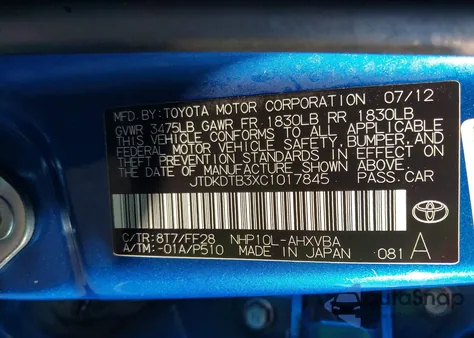 MFD. BY: TOYOTA MOTOR CORPORATION 07/12
GVWR 3475LB GAWR FR 1830LB RR 1830LB
THIS VEHICLE CONFORMS TO ALL APPLICABLE
FEDERAL MOTOR VEHICLE SAFETY, BUMPER, AND
THEFT PREVENTION STANDARDS IN EFFECT ON
THE DATE OF MANUFACTURE SHOWN ABOVE.
JTDKDTB3XC1017845 PASS. CAR
C/TR: 8T7/FF28 NHP10L-AHXVBA
A/TM: -01A/P510 MADE IN JAPAN 081 A
TOYOTA
AutoSnap